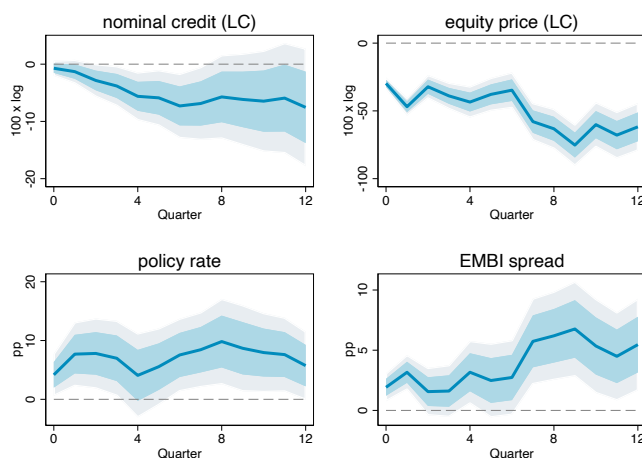 nominal credit (LC)
100 x log
0
-10
-20
0
4
8
12
Quarter
equity price (LC)
100 x log
0
-50
-100
0
4
8
12
Quarter
policy rate
pp
20
10
0
0
4
8
12
Quarter
EMBI spread
pp
10
5
0
0
4
8
12
Quarter